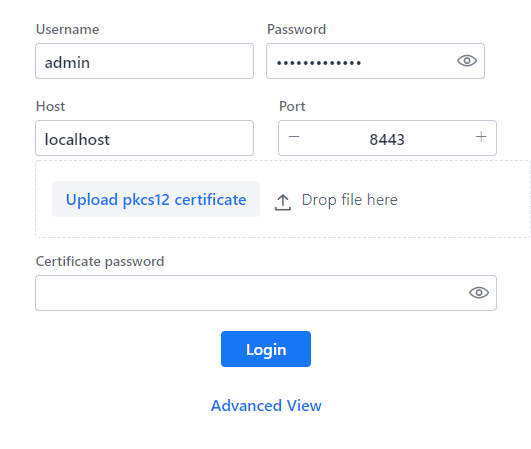 Username Password
admin •••••••••••••
Host Port
localhost − 8443 +
Upload pkcs12 certificate Drop file here
Certificate password
Login
Advanced View